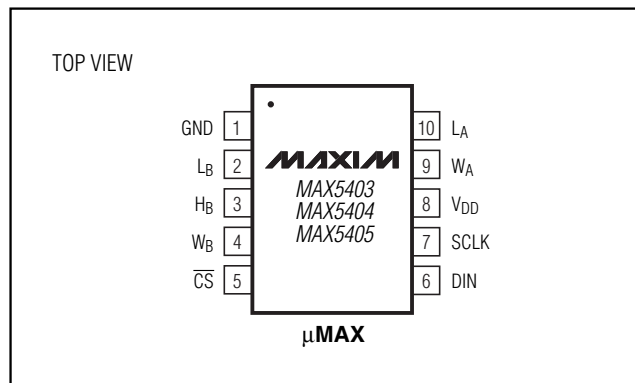 TOP VIEW
GND 1
L_B 2
H_B 3
W_B 4
C̅S̅ 5
MAXIM
MAX5403
MAX5404
MAX5405
10 L_A
9 W_A
8 V_DD
7 SCLK
6 DIN
µMAX